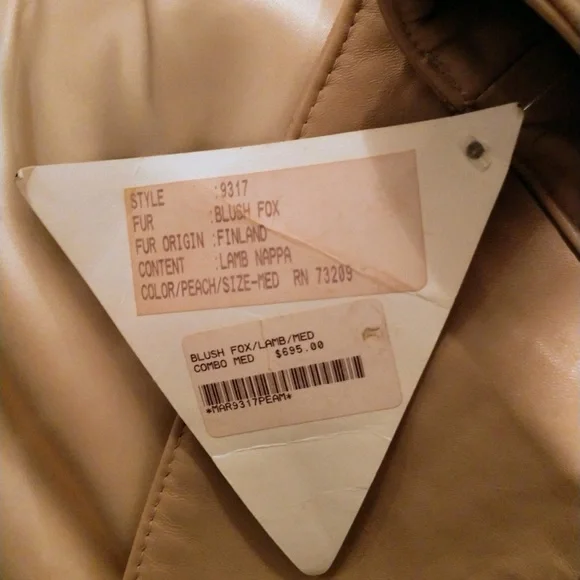 STYLE :9317
FUR :BLUSH FOX
FUR ORIGIN :FINLAND
CONTENT :LAMB NAPPA
COLOR/PEACH/SIZE-MED RN 73209
BLUSH FOX/LAMB/MED
COMBO MED $695.00
*MAR9317PEAM*